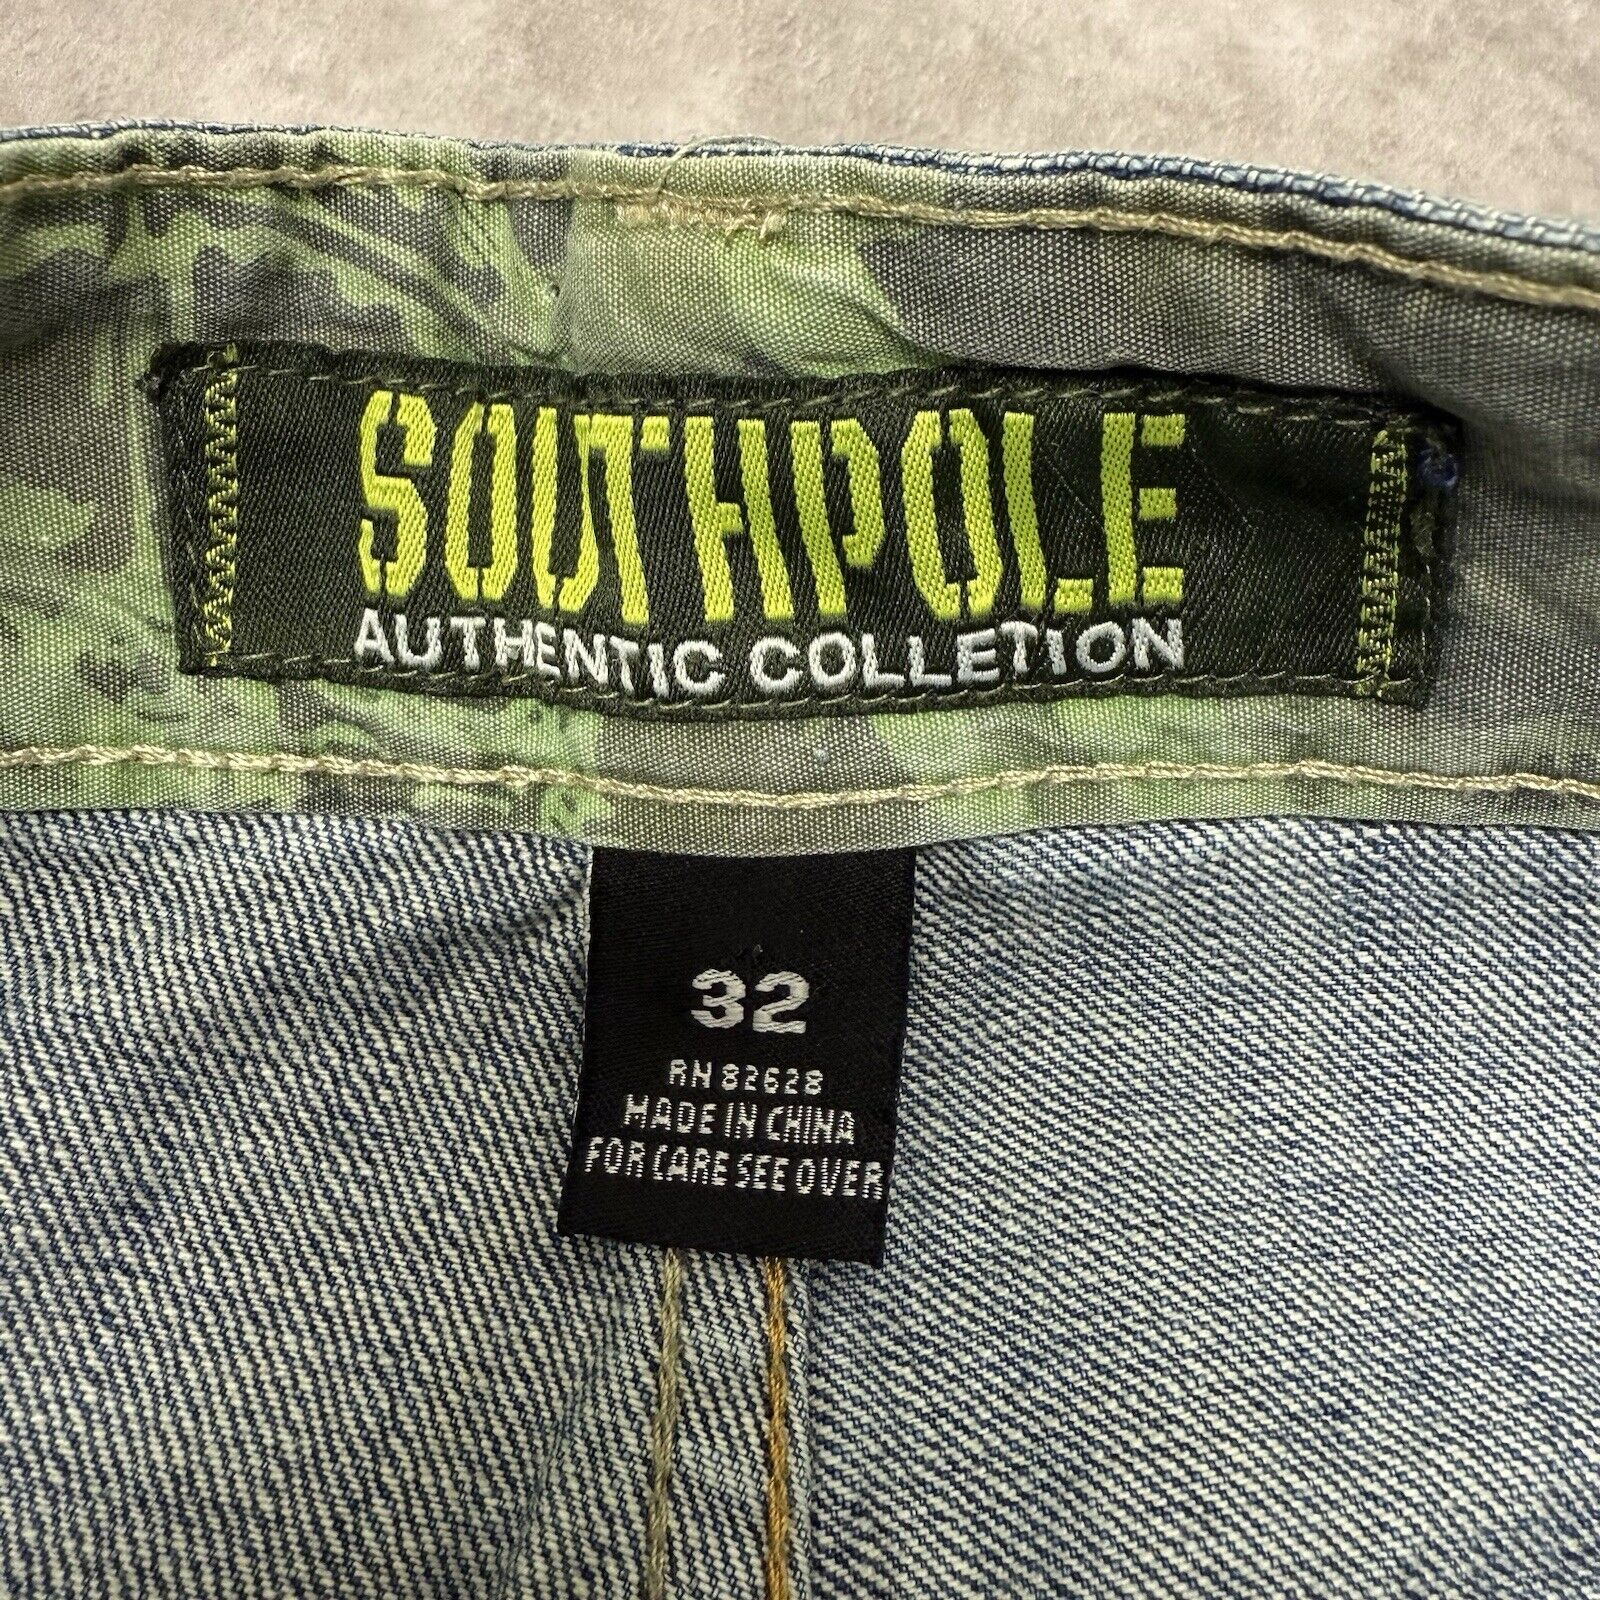 SOUTHPOLE
AUTHENTIC COLLETION
32
RN 82628
MADE IN CHINA
FOR CARE SEE OVER